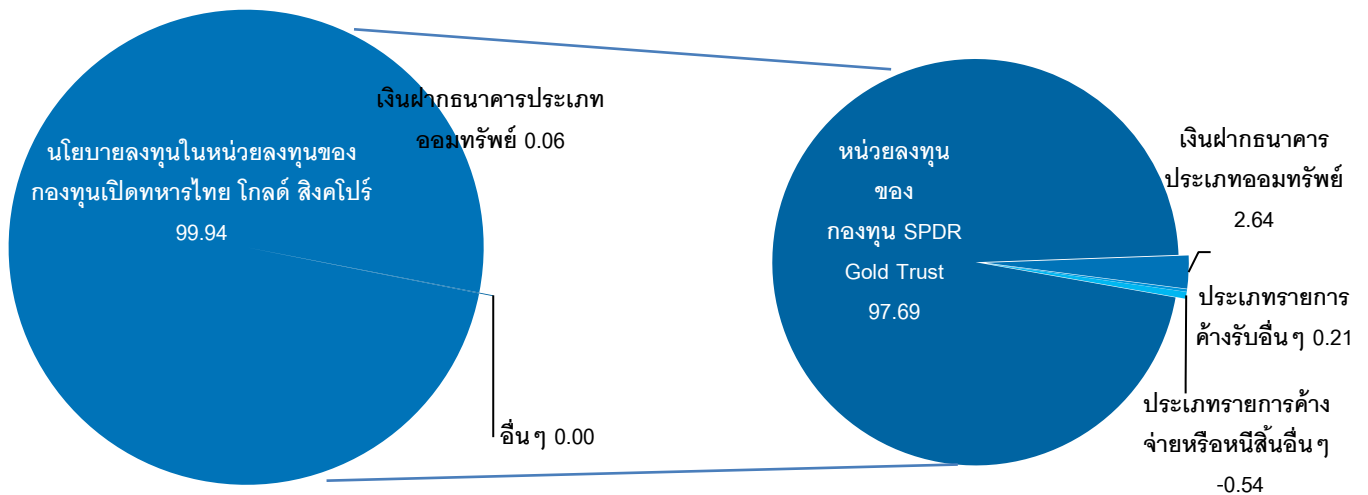 เงินฝากธนาคารประเภท
ออมทรัพย์ 0.06
นโยบายลงทุนในหน่วยลงทุนของ
กองทุนเปิดทหารไทย โกลด์ สิงคโปร์
99.94
อื่นๆ 0.00
หน่วยลงทุน
ของ
กองทุน SPDR
Gold Trust
97.69
เงินฝากธนาคาร
ประเภทออมทรัพย์
2.64
ประเภทรายการ
ค้างรับอื่นๆ 0.21
ประเภทรายการค้าง
จ่ายหรือหนี้สิ้นอื่นๆ
-0.54